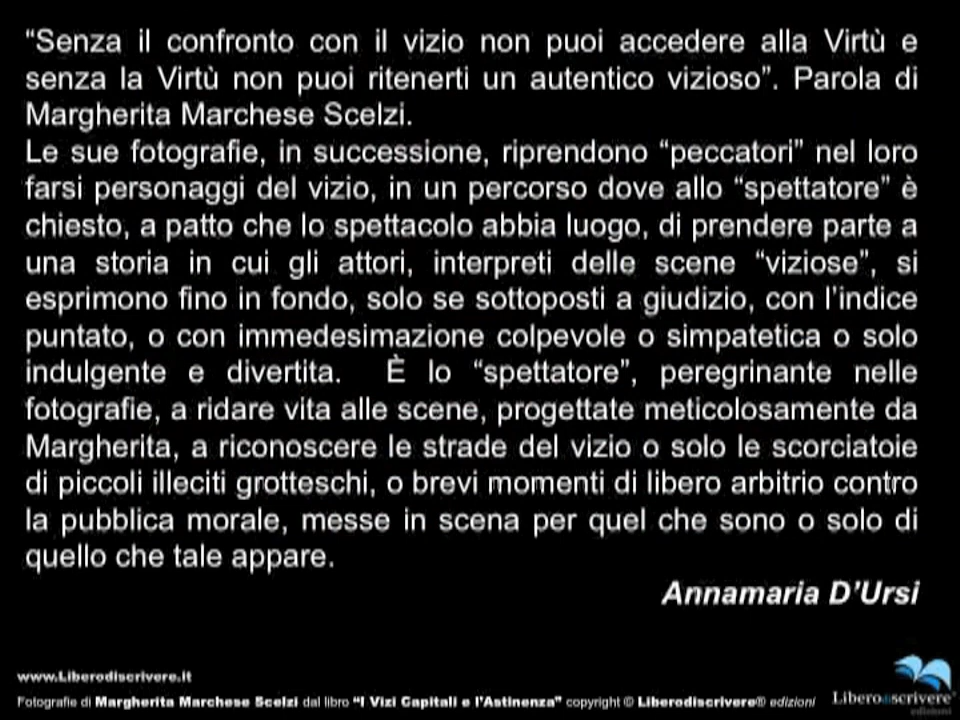 “Senza il confronto con il vizio non puoi accedere alla Virtù e
senza la Virtù non puoi ritenerti un autentico vizioso”. Parola di
Margherita Marchese Scelzi.
Le sue fotografie, in successione, riprendono “peccatori” nel loro
farsi personaggi del vizio, in un percorso dove allo “spettatore” è
chiesto, a patto che lo spettacolo abbia luogo, di prendere parte a
una storia in cui gli attori, interpreti delle scene “viziose”, si
esprimono fino in fondo, solo se sottoposti a giudizio, con l’indice
puntato, o con immedesimazione colpevole o simpatetica o solo
indulgente e divertita. È lo “spettatore”, peregrinante nelle
fotografie, a ridare vita alle scene, progettate meticolosamente da
Margherita, a riconoscere le strade del vizio o solo le scorciatoie
di piccoli illeciti grotteschi, o brevi momenti di libero arbitrio contro
la pubblica morale, messe in scena per quel che sono o solo di
quello che tale appare.
Annamaria D’Ursi
www.Liberodiscrivere.it
Fotografie di Margherita Marchese Scelzi dal libro “I Vizi Capitali e l’Astinenza” copyright © Liberodiscrivere® edizioni
Liberodiscrivere®
edizioni